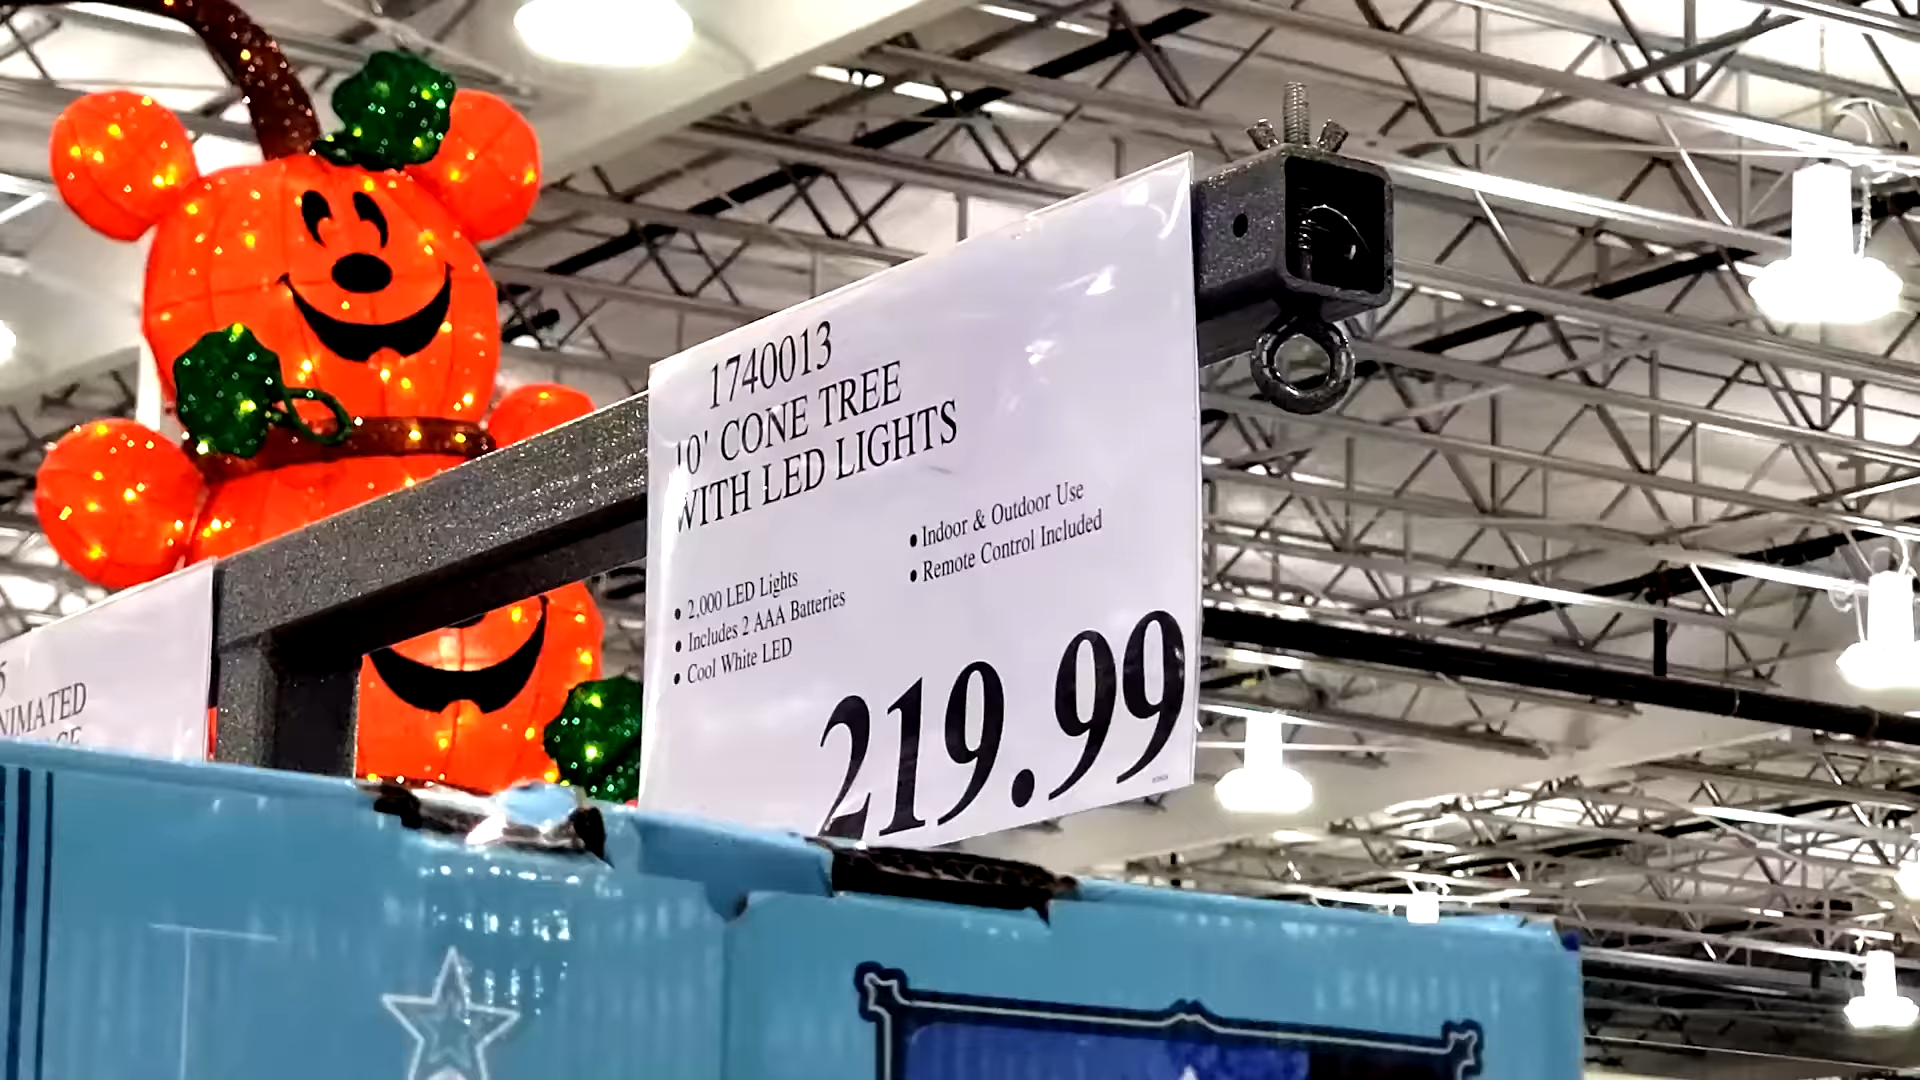 1740013
10' CONE TREE
WITH LED LIGHTS
• 2,000 LED Lights
• Includes 2 AAA Batteries
• Cool White LED
• Indoor & Outdoor Use
• Remote Control Included
219.99
5
NIMATED